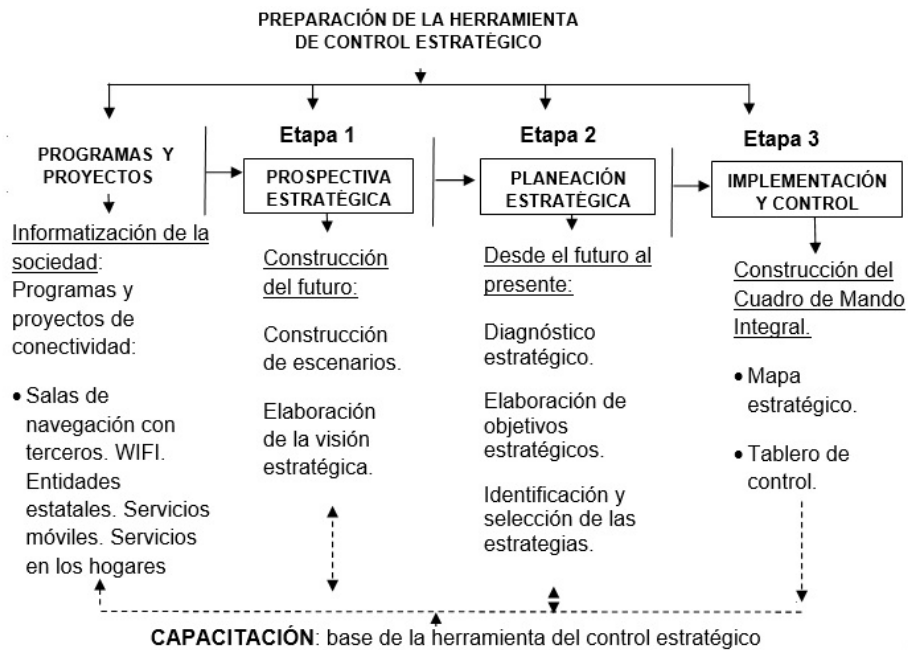 PREPARACIÓN DE LA HERRAMIENTA
DE CONTROL ESTRATÉGICO
PROGRAMAS Y
PROYECTOS
Informatización de la
sociedad:
Programas y
proyectos de
conectividad:
• Salas de
navegación con
terceros. WIFI.
Entidades
estatales. Servicios
móviles. Servicios
en los hogares
Etapa 1
PROSPECTIVA
ESTRATÉGICA
Construcción
del futuro:
Construcción
de escenarios.
Elaboración
de la visión
estratégica.
Etapa 2
PLANEACIÓN
ESTRATÉGICA
Desde el futuro al
presente:
Diagnóstico
estratégico.
Elaboración de
objetivos
estratégicos.
Identificación y
selección de las
estrategias.
Etapa 3
IMPLEMENTACIÓN
Y CONTROL
Construcción del
Cuadro de Mando
Integral.
• Mapa
estratégico.
• Tablero de
control.
CAPACITACIÓN: base de la herramienta del control estratégico